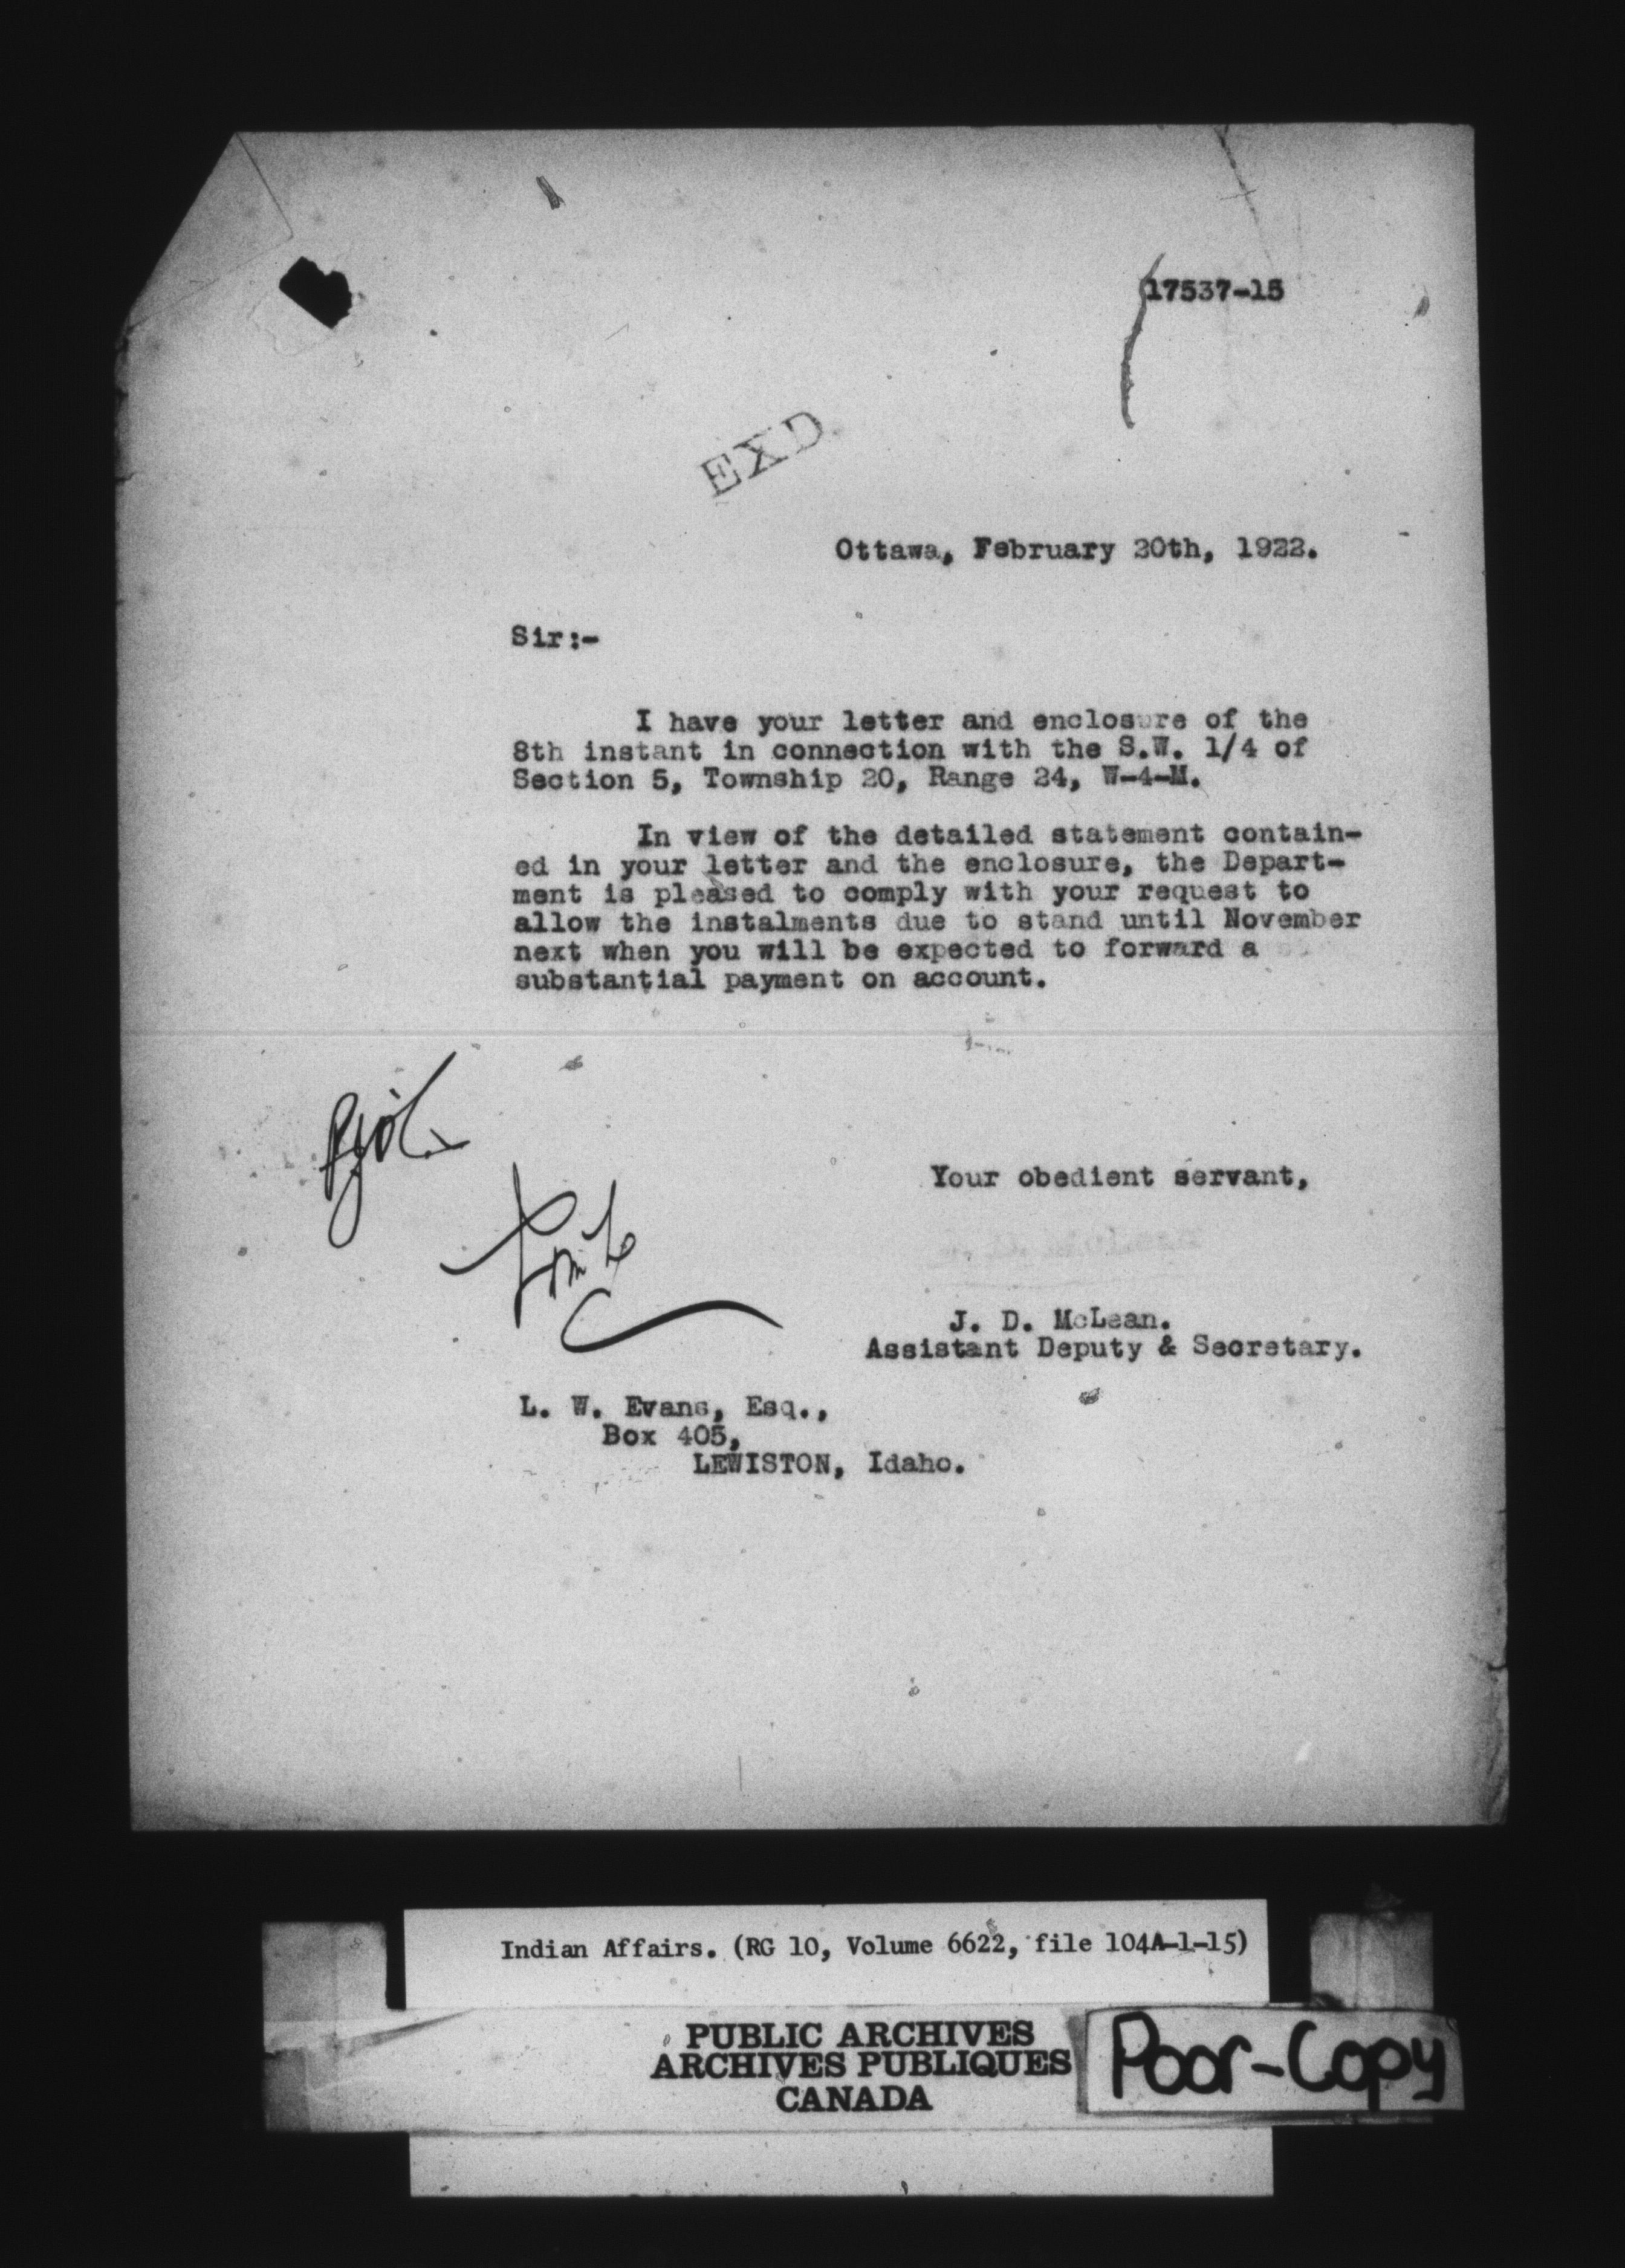 17537-15
EXD
Ottawa, February 20th, 1922.
Sir:-
I have your letter and enclosure of the
8th instant in connection with the S.W. 1/4 of
Section 5, Township 20, Range 24, W-4-M.
In view of the detailed statement contain-
ed in your letter and the enclosure, the Depart-
ment is pleased to comply with your request to
allow the instalments due to stand until November
next when you will be expected to forward a
substantial payment on account.
Your obedient servant,
J. D. McLean.
Assistant Deputy & Secretary.
L. W. Evans, Esq.,
Box 405,
LEWISTON, Idaho.
Indian Affairs. (RG 10, Volume 6622, file 104A-1-15)
PUBLIC ARCHIVES
ARCHIVES PUBLIQUES
CANADA
Poor-Copy